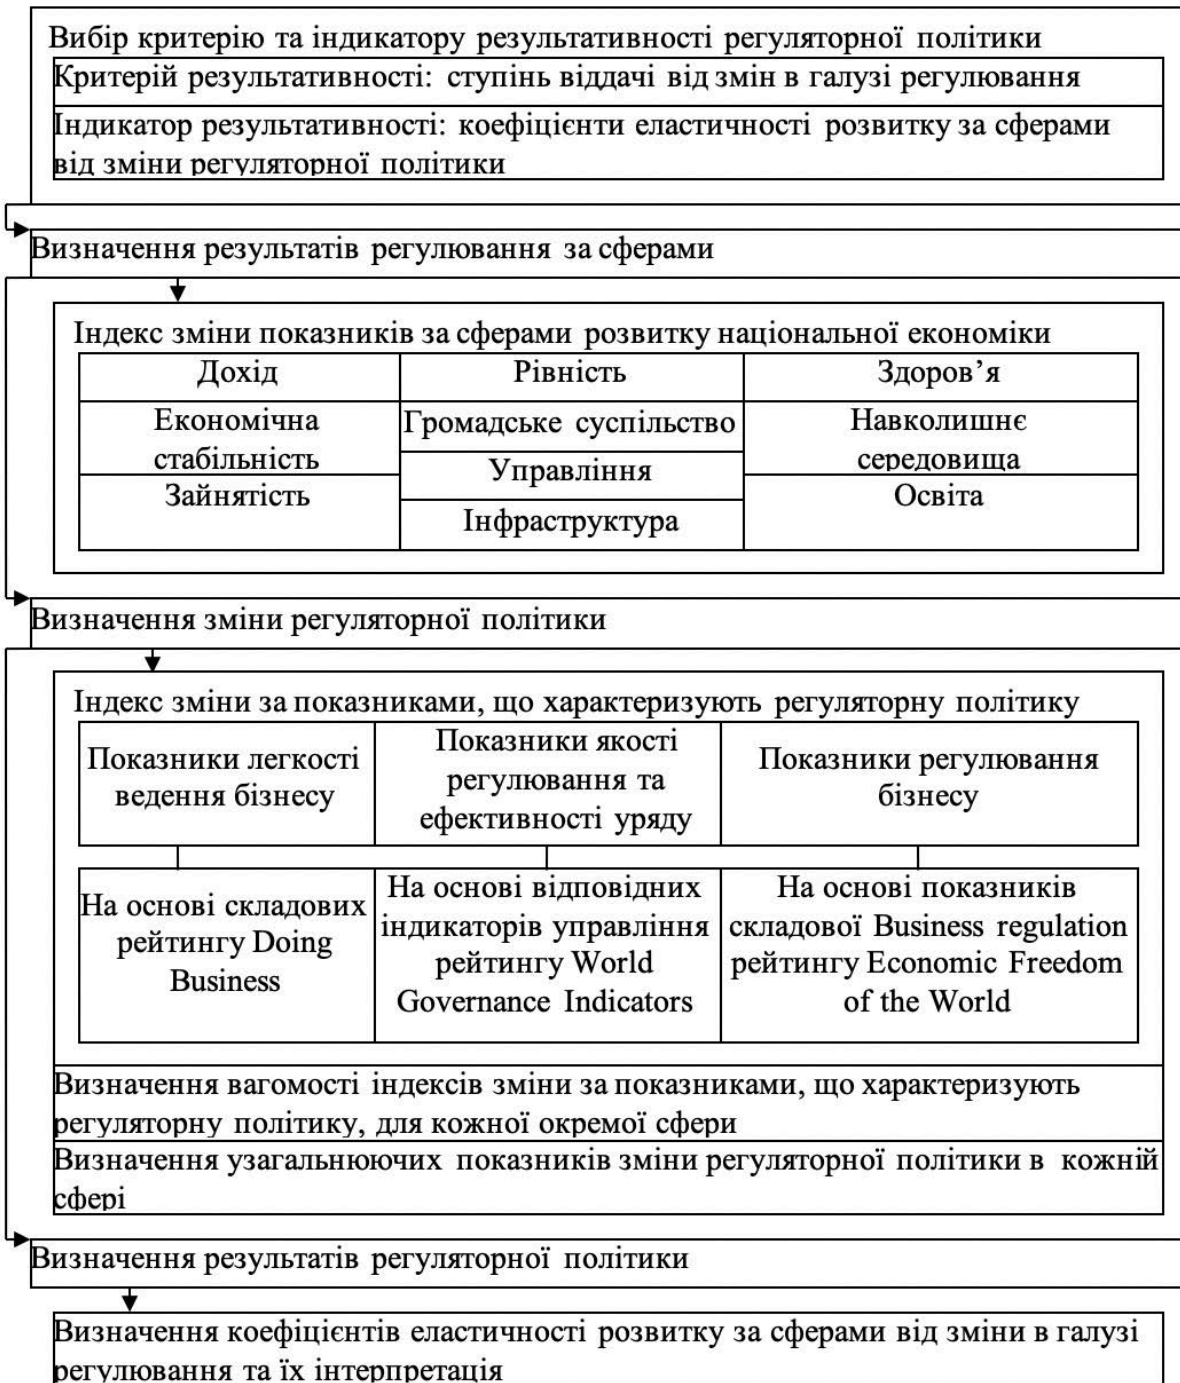 Вибір критерію та індикатору результативності регуляторної політики
Критерій результативності: ступінь віддачі від змін в галузі регулювання
Індикатор результативності: коефіцієнти еластичності розвитку за сферами
від зміни регуляторної політики
Визначення результатів регулювання за сферами
Індекс зміни показників за сферами розвитку національної економіки
Дохід
Рівність
Здоров’я
Економічна
стабільність
Громадське суспільство
Навколишнє
середовища
Управління
Зайнятість
Освіта
Інфраструктура
Визначення зміни регуляторної політики
Індекс зміни за показниками, що характеризують регуляторну політику
Показники легкості
ведення бізнесу
Показники якості
регулювання та
ефективності уряду
Показники регулювання
бізнесу
На основі складових
рейтингу Doing
Business
На основі відповідних
індикаторів управління
рейтингу World
Governance Indicators
На основі показників
складової Business regulation
рейтингу Economic Freedom
of the World
Визначення вагомості індексів зміни за показниками, що характеризують
регуляторну політику, для кожної окремої сфери
Визначення узагальнюючих показників зміни регуляторної політики в кожній
сфері
Визначення результатів регуляторної політики
Визначення коефіцієнтів еластичності розвитку за сферами від зміни в галузі
регулювання та їх інтерпретація